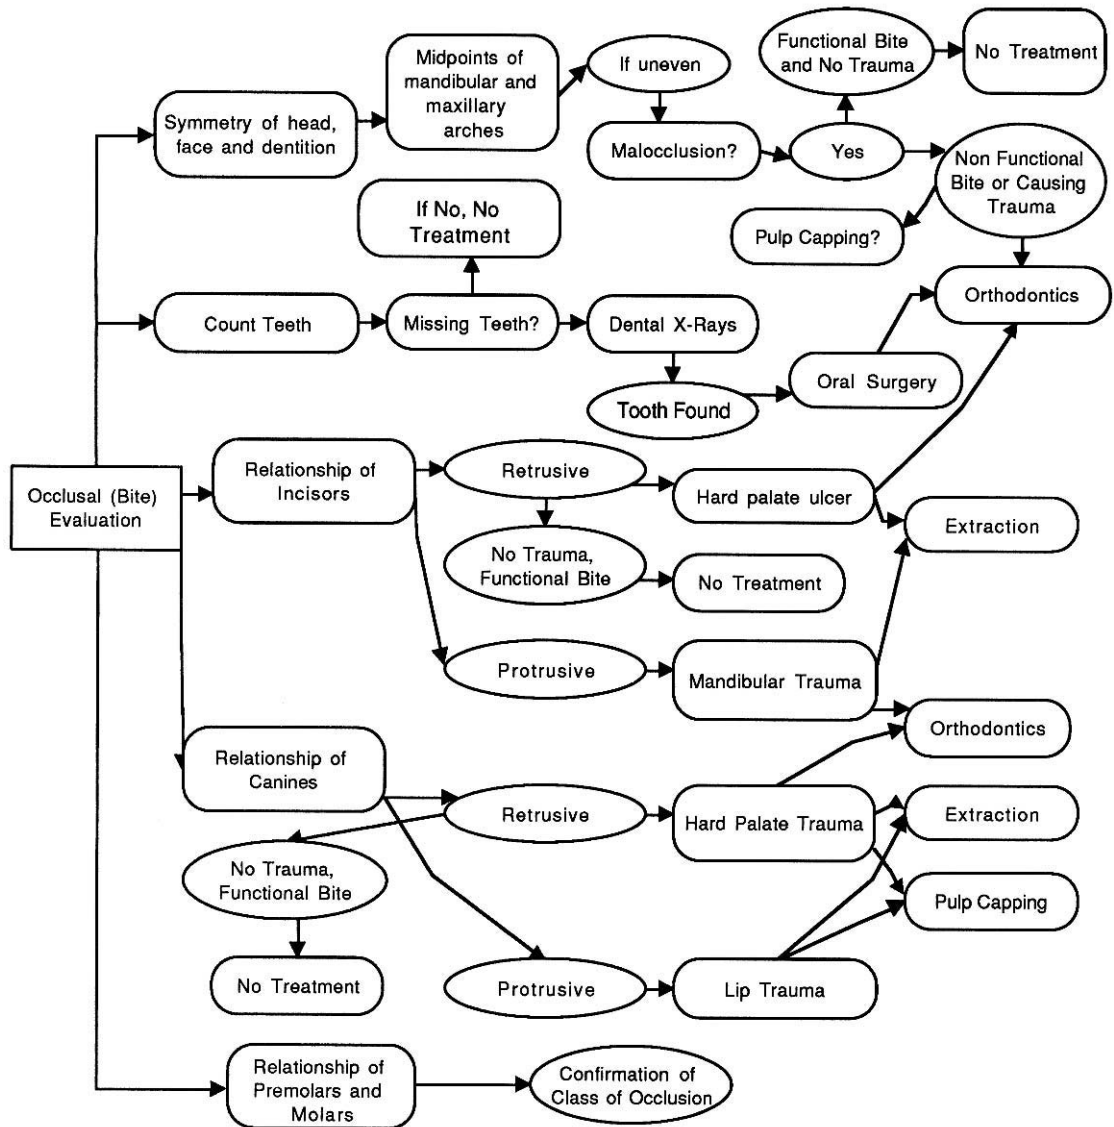 Functional Bite
and No Trauma
No Treatment
Midpoints of
mandibular and
maxillary
arches
If uneven
Symmetry of head,
face and dentition
Malocclusion?
Yes
Non Functional
Bite or Causing
Trauma
If No, No
Treatment
Pulp Capping?
Orthodontics
Count Teeth
Missing Teeth?
Dental X-Rays
Oral Surgery
Tooth Found
Occlusal (Bite)
Evaluation
Relationship of
Incisors
Retrusive
Hard palate ulcer
Extraction
No Trauma,
Functional Bite
No Treatment
Protrusive
Mandibular Trauma
Orthodontics
Relationship of
Canines
Retrusive
Hard Palate Trauma
Extraction
No Trauma,
Functional Bite
Pulp Capping
No Treatment
Protrusive
Lip Trauma
Relationship of
Premolars and
Molars
Confirmation of
Class of Occlusion